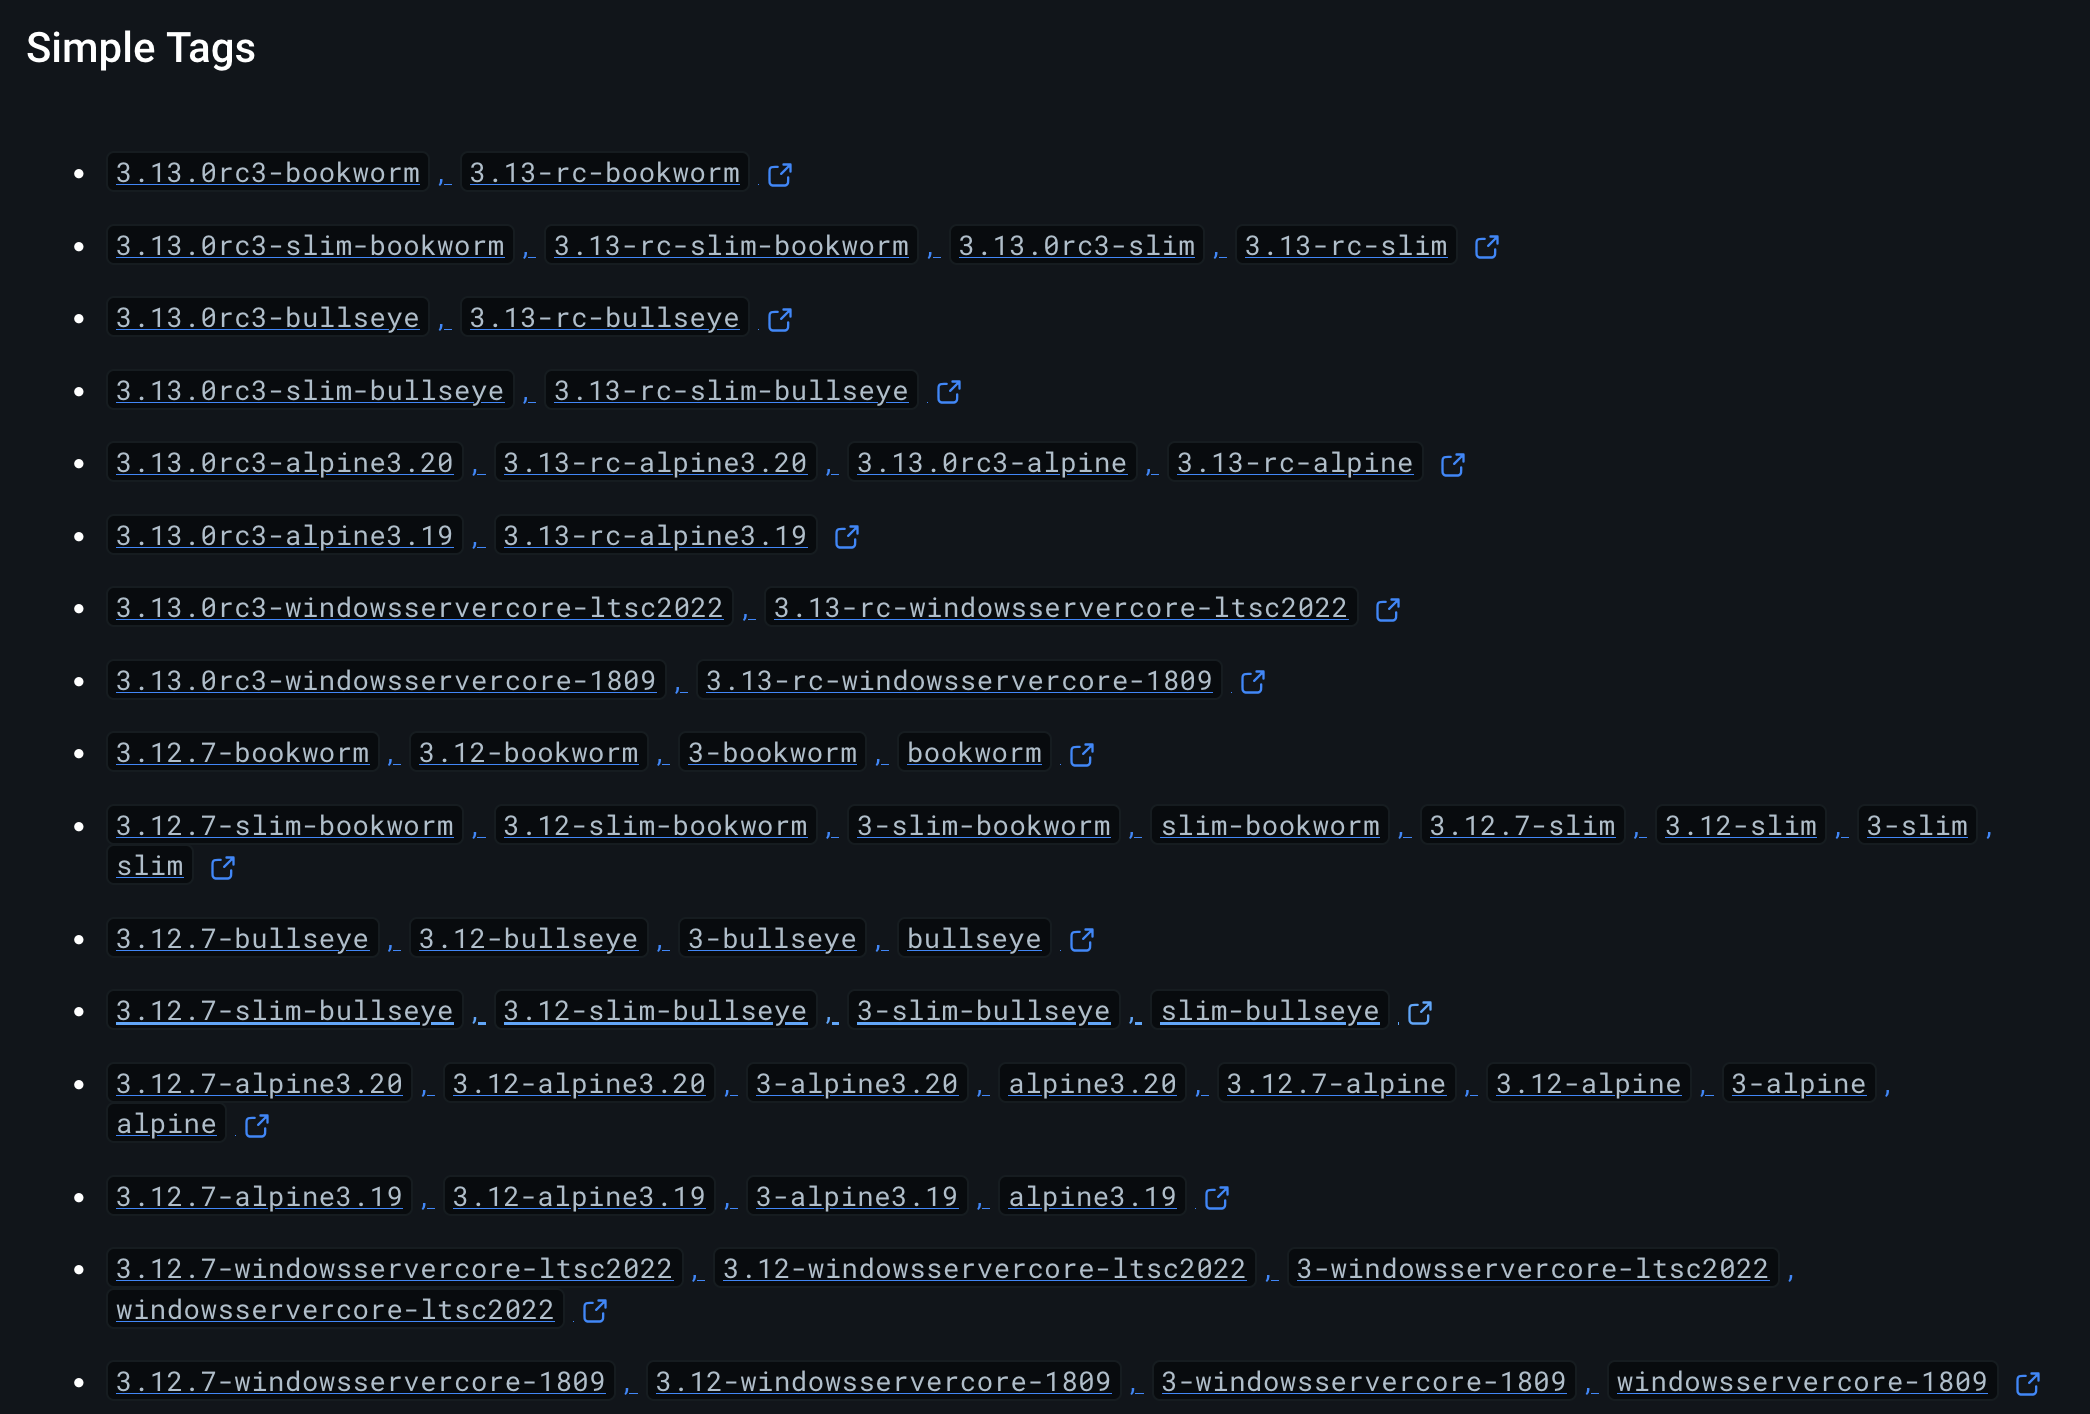 Simple Tags
3.13.0rc3-bookworm, 3.13-rc-bookworm
3.13.0rc3-slim-bookworm, 3.13-rc-slim-bookworm, 3.13.0rc3-slim, 3.13-rc-slim
3.13.0rc3-bullseye, 3.13-rc-bullseye
3.13.0rc3-slim-bullseye, 3.13-rc-slim-bullseye
3.13.0rc3-alpine3.20, 3.13-rc-alpine3.20, 3.13.0rc3-alpine, 3.13-rc-alpine
3.13.0rc3-alpine3.19, 3.13-rc-alpine3.19
3.13.0rc3-windowsservercore-ltsc2022, 3.13-rc-windowsservercore-ltsc2022
3.13.0rc3-windowsservercore-1809, 3.13-rc-windowsservercore-1809
3.12.7-bookworm, 3.12-bookworm, 3-bookworm, bookworm
3.12.7-slim-bookworm, 3.12-slim-bookworm, 3-slim-bookworm, slim-bookworm, 3.12.7-slim, 3.12-slim, 3-slim,
slim
3.12.7-bullseye, 3.12-bullseye, 3-bullseye, bullseye
3.12.7-slim-bullseye, 3.12-slim-bullseye, 3-slim-bullseye, slim-bullseye
3.12.7-alpine3.20, 3.12-alpine3.20, 3-alpine3.20, alpine3.20, 3.12.7-alpine, 3.12-alpine, 3-alpine,
alpine
3.12.7-alpine3.19, 3.12-alpine3.19, 3-alpine3.19, alpine3.19
3.12.7-windowsservercore-ltsc2022, 3.12-windowsservercore-ltsc2022, 3-windowsservercore-ltsc2022,
windowsservercore-ltsc2022
3.12.7-windowsservercore-1809, 3.12-windowsservercore-1809, 3-windowsservercore-1809, windowsservercore-1809